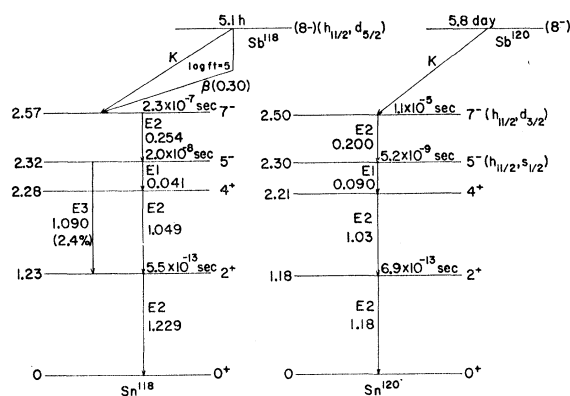 5.1 h (8-)(h11/2, d5/2)
Sb118
K
log ft=5
β(0.30)
2.57 2.3x10-7 sec 7-
E2
0.254
2.32 2.0x10-8 sec 5-
E1
0.041
2.28 4+
E3
1.090
(2.4%)
E2
1.049
1.23 5.5x10-13 sec 2+
E2
1.229
0 0+
Sn118
5.8 day (8-)
Sb120
K
2.50 1.1x10-5 sec 7- (h11/2, d3/2)
E2
0.200
2.30 5.2x10-9 sec 5- (h11/2, s1/2)
E1
0.090
2.21 4+
E2
1.03
1.18 6.9x10-13 sec 2+
E2
1.18
0 0+
Sn120